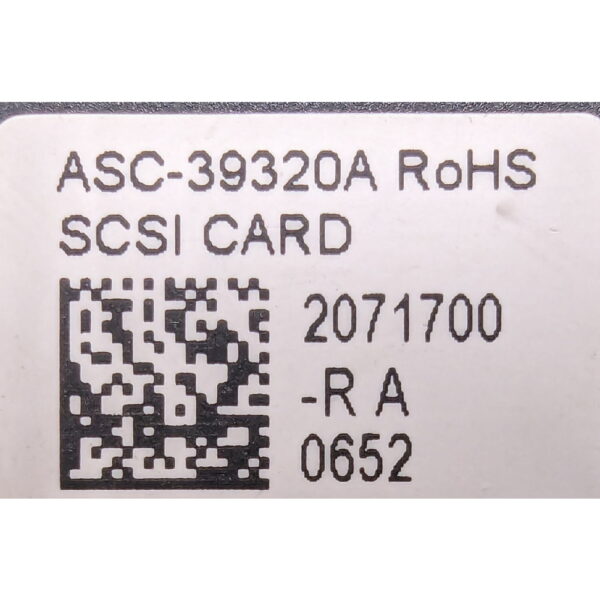 ASC-39320A RoHS
SCSI CARD
2071700
-R A
0652